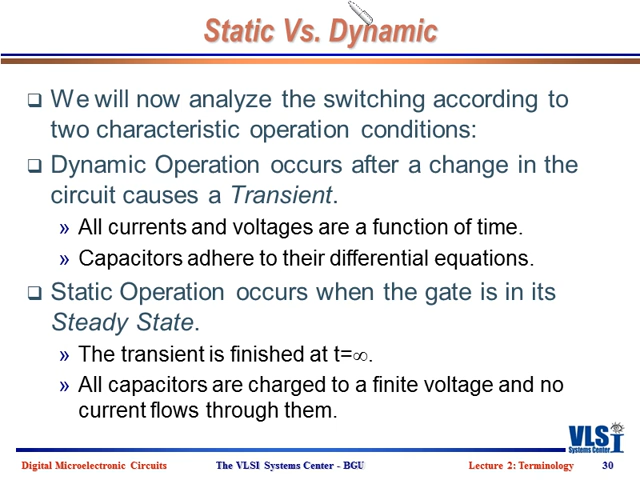 Static Vs. Dynamic
We will now analyze the switching according to
two characteristic operation conditions:
Dynamic Operation occurs after a change in the
circuit causes a Transient.
» All currents and voltages are a function of time.
» Capacitors adhere to their differential equations.
Static Operation occurs when the gate is in its
Steady State.
» The transient is finished at t=∞.
» All capacitors are charged to a finite voltage and no
current flows through them.
VLSI
Systems Center
Digital Microelectronic Circuits The VLSI Systems Center - BGU Lecture 2: Terminology 30